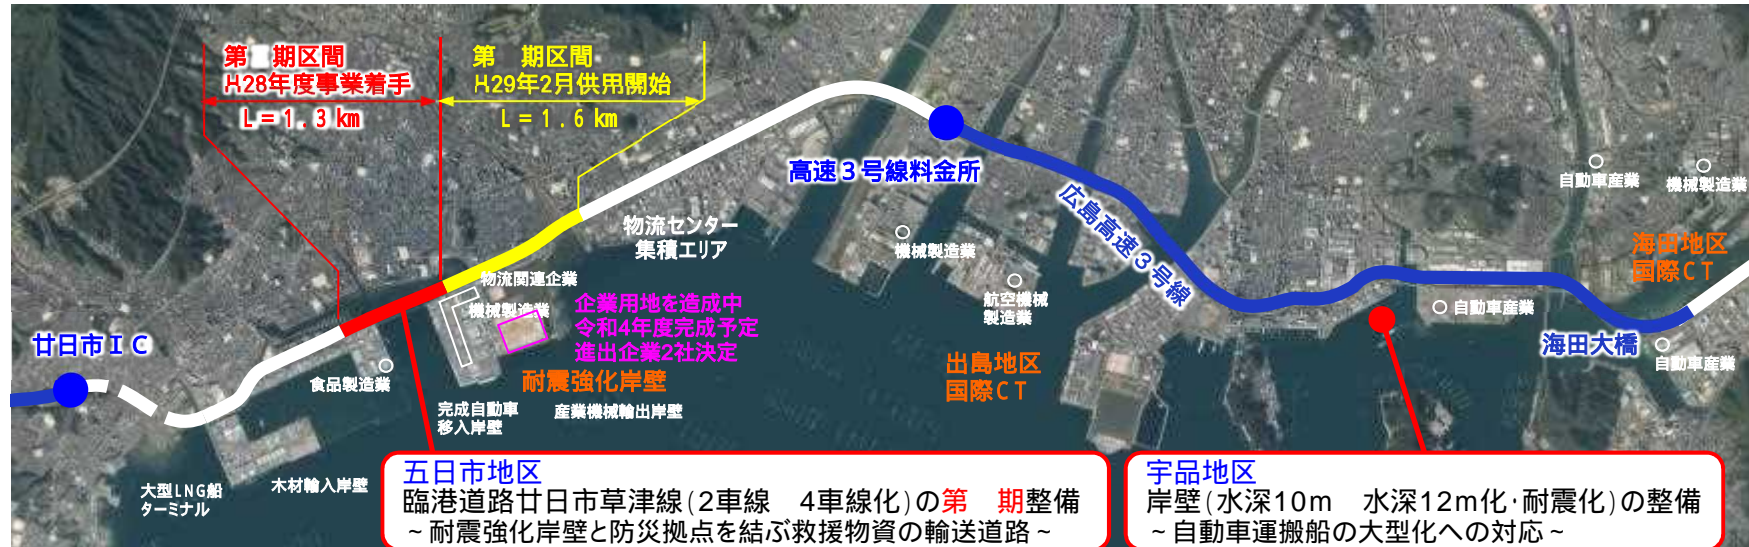 第　期区間
H28年度事業着手
L＝1．3 km
第　期区間
H29年2月供用開始
L＝1．6 km
高速３号線料金所
広島高速３号線
自動車産業
機械製造業
物流センター
集積エリア
機械製造業
海田地区
国際CT
物流関連企業
機械製造業
企業用地を造成中
令和4年度完成予定
進出企業2社決定
航空機械
製造業
自動車産業
廿日市ＩＣ
海田大橋
自動車産業
食品製造業
耐震強化岸壁
出島地区
国際CT
完成自動車
移入岸壁
産業機械輸出岸壁
大型LNG船
ターミナル
木材輸入岸壁
五日市地区
臨港道路廿日市草津線(2車線　4車線化)の第　期整備
~耐震強化岸壁と防災拠点を結ぶ救援物資の輸送道路~
宇品地区
岸壁(水深10m　水深12m化･耐震化)の整備
~自動車運搬船の大型化への対応~